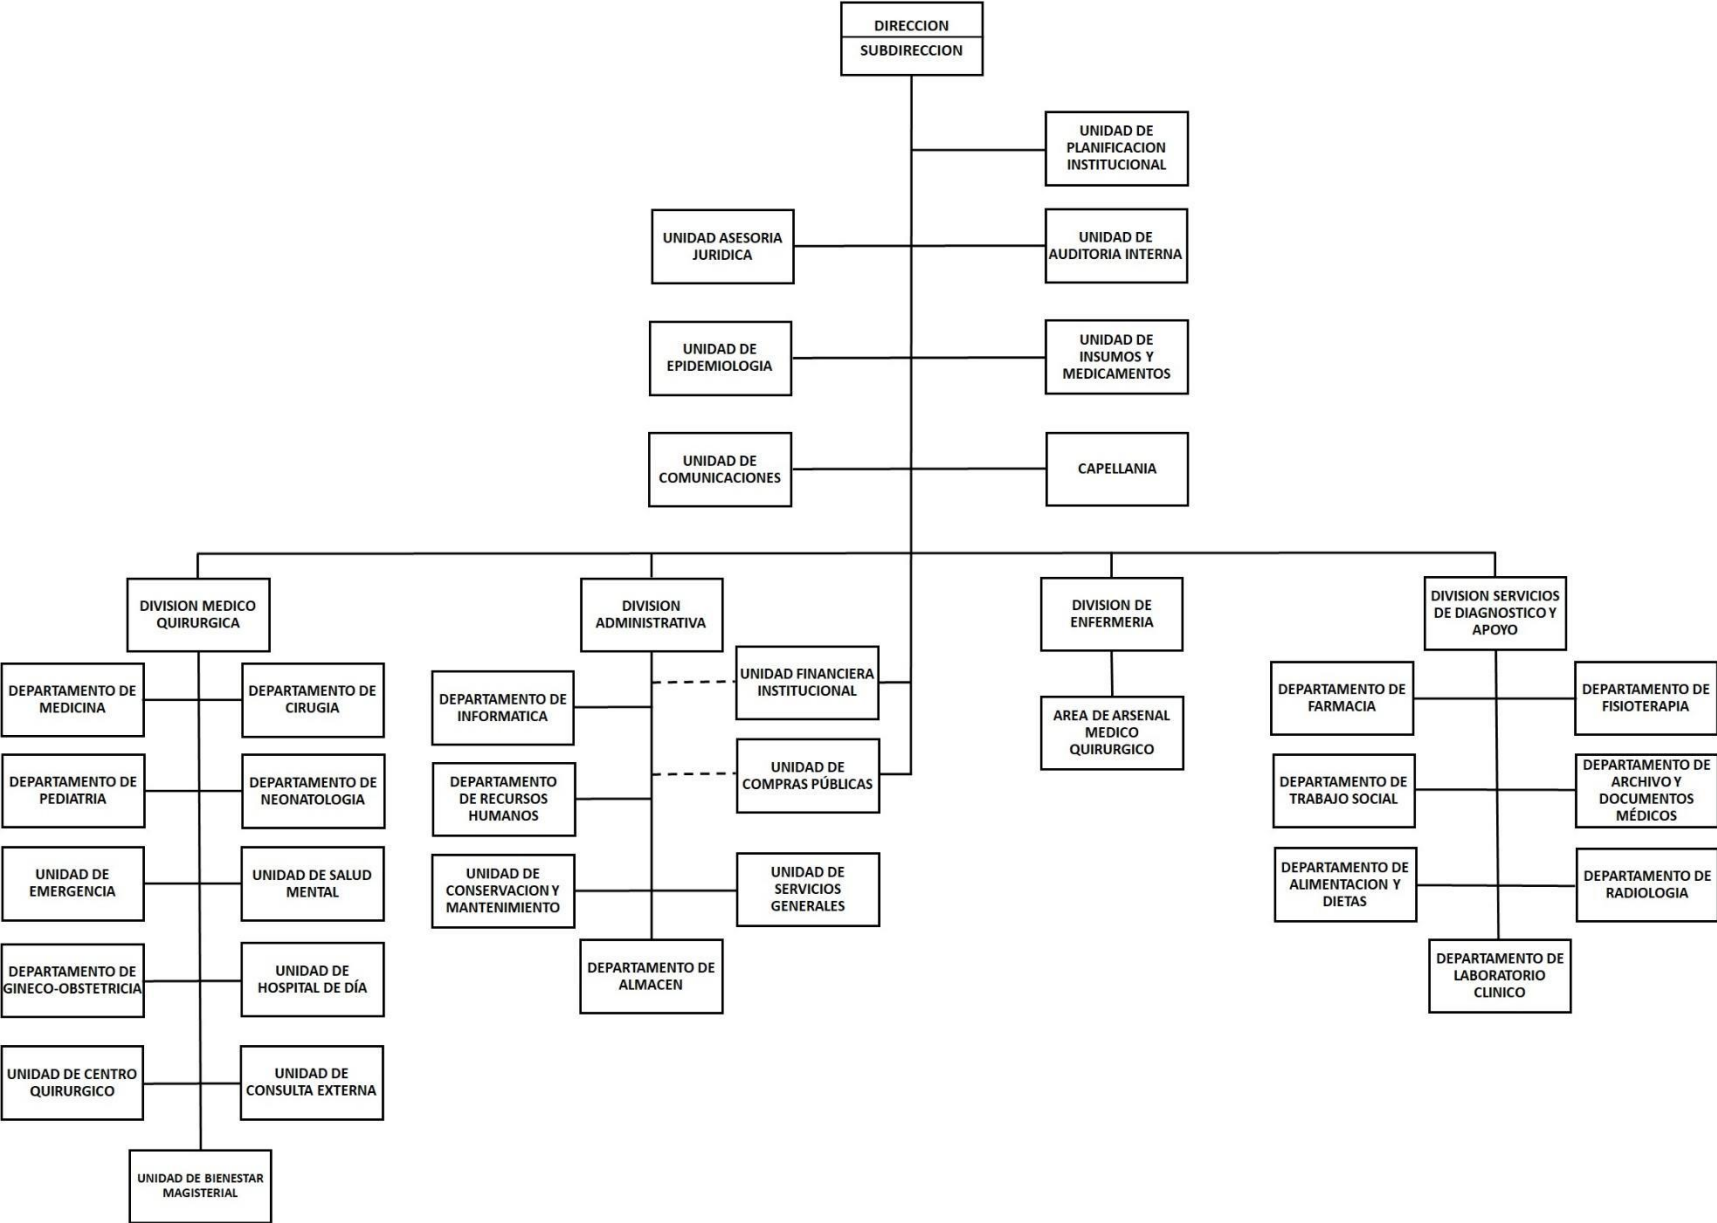 DIRECCION
SUBDIRECCION
UNIDAD DE
PLANIFICACION
INSTITUCIONAL
UNIDAD ASESORIA
JURIDICA
UNIDAD DE
AUDITORIA INTERNA
UNIDAD DE
EPIDEMIOLOGIA
UNIDAD DE
INSUMOS Y
MEDICAMENTOS
UNIDAD DE
COMUNICACIONES
CAPELLANIA
DIVISION MEDICO
QUIRURGICA
DIVISION
ADMINISTRATIVA
DIVISION DE
ENFERMERIA
DIVISION SERVICIOS
DE DIAGNOSTICO Y
APOYO
DEPARTAMENTO DE
MEDICINA
DEPARTAMENTO DE
CIRUGIA
DEPARTAMENTO DE
PEDIATRIA
DEPARTAMENTO DE
NEONATOLOGIA
UNIDAD DE
EMERGENCIA
UNIDAD DE SALUD
MENTAL
DEPARTAMENTO DE
GINECO-OBSTETRICIA
UNIDAD DE
HOSPITAL DE DÍA
UNIDAD DE CENTRO
QUIRURGICO
UNIDAD DE
CONSULTA EXTERNA
UNIDAD DE BIENESTAR
MAGISTERIAL
DEPARTAMENTO DE
INFORMATICA
UNIDAD FINANCIERA
INSTITUCIONAL
DEPARTAMENTO
DE RECURSOS
HUMANOS
UNIDAD DE
COMPRAS PÚBLICAS
UNIDAD DE
CONSERVACION Y
MANTENIMIENTO
UNIDAD DE
SERVICIOS
GENERALES
DEPARTAMENTO DE
ALMACEN
AREA DE ARSENAL
MEDICO
QUIRURGICO
DEPARTAMENTO DE
FARMACIA
DEPARTAMENTO DE
FISIOTERAPIA
DEPARTAMENTO DE
TRABAJO SOCIAL
DEPARTAMENTO DE
ARCHIVO Y
DOCUMENTOS
MÉDICOS
DEPARTAMENTO DE
ALIMENTACION Y
DIETAS
DEPARTAMENTO DE
RADIOLOGIA
DEPARTAMENTO DE
LABORATORIO
CLINICO